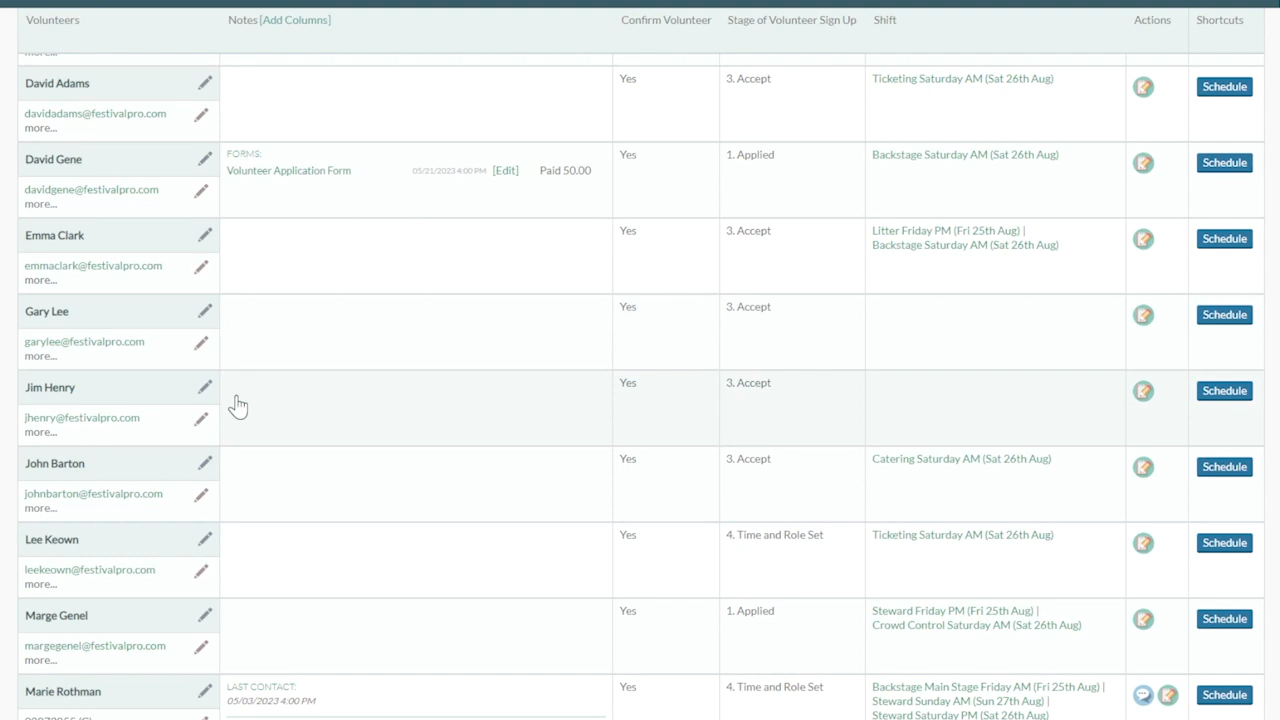 Volunteers Notes [Add Columns] Confirm Volunteer Stage of Volunteer Sign Up Shift Actions Shortcuts
more...
David Adams Yes 3. Accept Ticketing Saturday AM (Sat 26th Aug) Schedule
davidadams@festivalpro.com
more...
David Gene FORMS: Yes 1. Applied Backstage Saturday AM (Sat 26th Aug) Schedule
Volunteer Application Form 05/21/2023 4:00 PM [Edit] Paid 50.00
davidgene@festivalpro.com
more...
Emma Clark Yes 3. Accept Litter Friday PM (Fri 25th Aug) | Schedule
Backstage Saturday AM (Sat 26th Aug)
emmaclark@festivalpro.com
more...
Gary Lee Yes 3. Accept Schedule
garylee@festivalpro.com
more...
Jim Henry Yes 3. Accept Schedule
jhenry@festivalpro.com
more...
John Barton Yes 3. Accept Catering Saturday AM (Sat 26th Aug) Schedule
johnbarton@festivalpro.com
more...
Lee Keown Yes 4. Time and Role Set Ticketing Saturday AM (Sat 26th Aug) Schedule
leekeown@festivalpro.com
more...
Marge Genel Yes 1. Applied Steward Friday PM (Fri 25th Aug) | Schedule
Crowd Control Saturday AM (Sat 26th Aug)
margegenel@festivalpro.com
more...
Marie Rothman LAST CONTACT: Yes 4. Time and Role Set Backstage Main Stage Friday AM (Fri 25th Aug) | Schedule
05/03/2023 4:00 PM Steward Sunday AM (Sun 27th Aug) |
Steward Saturday PM (Sat 26th Aug)